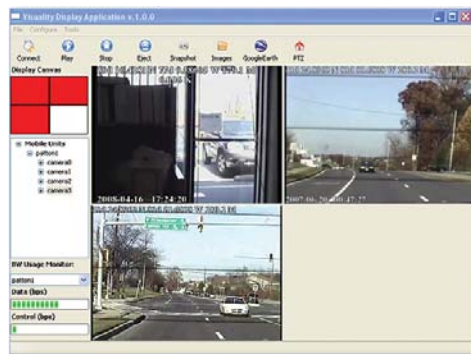 Visuality Display Application v.1.0.0
File Configure Tools
Connect Play Stop Eject Snapshot Images GoogleEarth PTZ
Display Canvas
Mobile Units
patton1
camera0
camera1
camera2
camera3
2008-04-16 17:24:20
BW Usage Monitor:
patton1
Data (bps)
Control (bps)